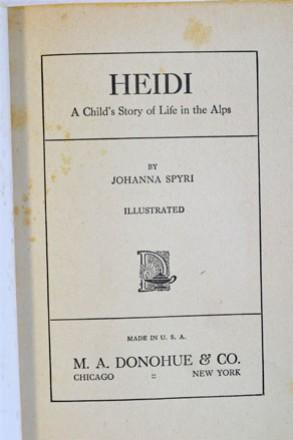 HEIDI
A Child's Story of Life in the Alps
BY
JOHANNA SPYRI
ILLUSTRATED
D
MADE IN U. S. A.
M. A. DONOHUE & CO.
CHICAGO = NEW YORK